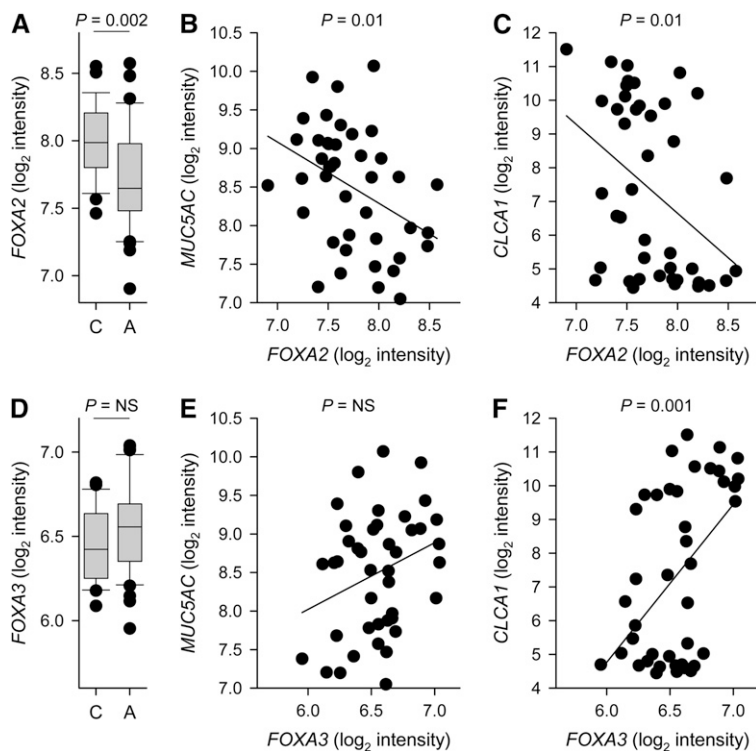 A
P = 0.002
FOXA2 (log2 intensity)
8.5
8.0
7.5
7.0
C A
B
P = 0.01
MUC5AC (log2 intensity)
10.5
10.0
9.5
9.0
8.5
8.0
7.5
7.0
7.0 7.5 8.0 8.5
FOXA2 (log2 intensity)
C
P = 0.01
CLCA1 (log2 intensity)
12
11
10
9
8
7
6
5
4
7.0 7.5 8.0 8.5
FOXA2 (log2 intensity)
D
P = NS
FOXA3 (log2 intensity)
7.0
6.5
6.0
C A
E
P = NS
MUC5AC (log2 intensity)
10.5
10.0
9.5
9.0
8.5
8.0
7.5
7.0
6.0 6.5 7.0
FOXA3 (log2 intensity)
F
P = 0.001
CLCA1 (log2 intensity)
12
11
10
9
8
7
6
5
4
6.0 6.5 7.0
FOXA3 (log2 intensity)